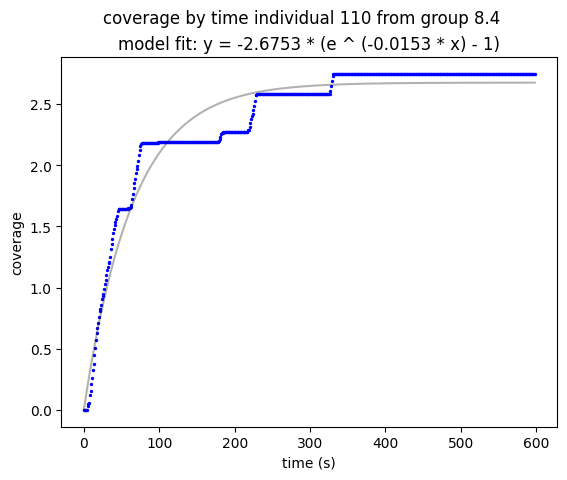 coverage by time individual 110 from group 8.4
model fit: y = -2.6753 * (e ^ (-0.0153 * x) - 1)
coverage
2.5
2.0
1.5
1.0
0.5
0.0
0 100 200 300 400 500 600
time (s)